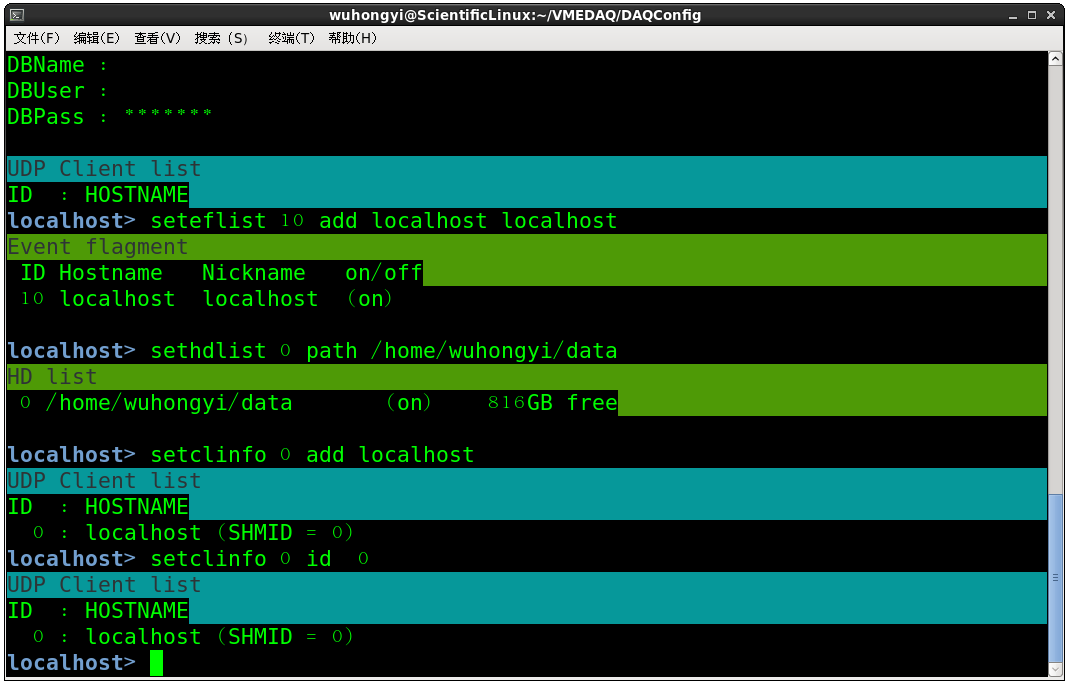 wuhongyi@ScientificLinux:~/VMEDAQ/DAQConfig
文件(F) 编辑(E) 查看(V) 搜索 (S) 终端(T) 帮助(H)
DBName :
DBUser :
DBPass : *******
UDP Client list
ID  : HOSTNAME
localhost> seteflist 10 add localhost localhost
Event flagment
 ID Hostname   Nickname   on/off
 10 localhost  localhost  (on)
localhost> sethdlist 0 path /home/wuhongyi/data
HD list
 0 /home/wuhongyi/data       (on)    816GB free
localhost> setclinfo 0 add localhost
UDP Client list
ID  : HOSTNAME
  0 : localhost (SHMID = 0)
localhost> setclinfo 0 id  0
UDP Client list
ID  : HOSTNAME
  0 : localhost (SHMID = 0)
localhost>